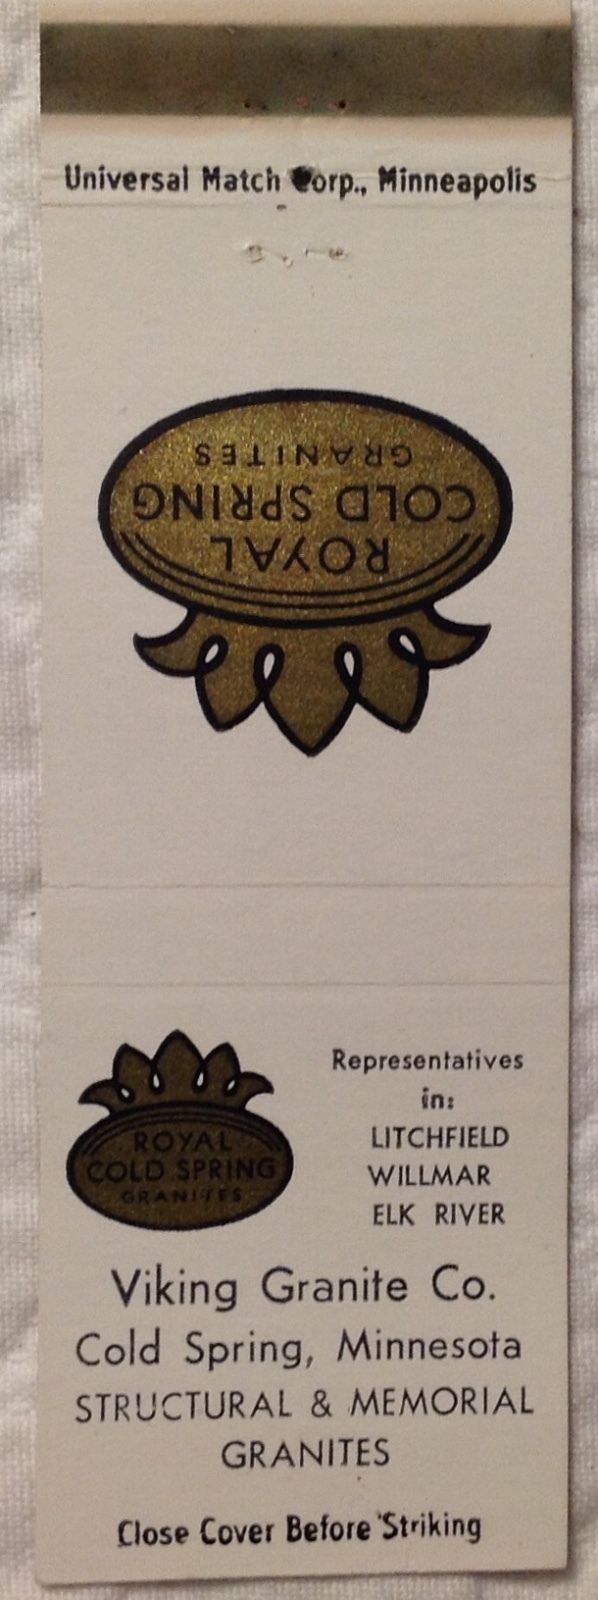 Universal Match Corp., Minneapolis
ROYAL
COLD SPRING
GRANITES
ROYAL
COLD SPRING
GRANITES
Representatives
in:
LITCHFIELD
WILLMAR
ELK RIVER
Viking Granite Co.
Cold Spring, Minnesota
STRUCTURAL & MEMORIAL
GRANITES
Close Cover Before Striking